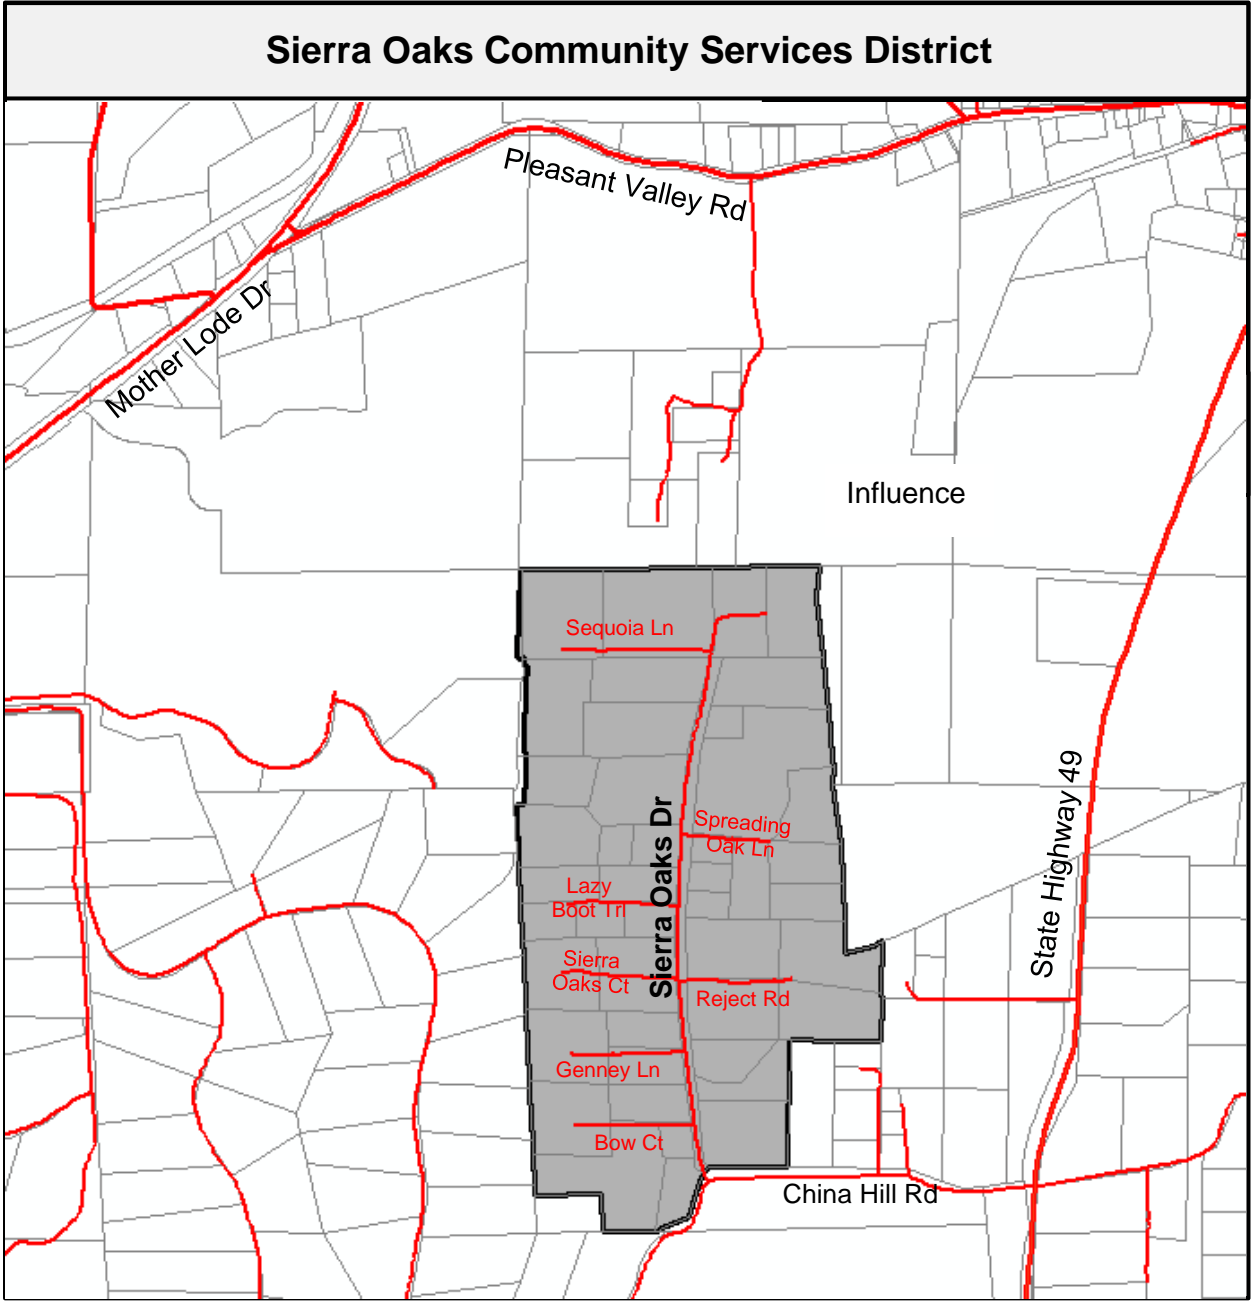 Sierra Oaks Community Services District
Pleasant Valley Rd
Mother Lode Dr
Influence
Sequoia Ln
State Highway 49
Sierra Oaks Dr
Spreading
Oak Ln
Lazy
Boot Trl
Sierra
Oaks Ct
Reject Rd
Genney Ln
Bow Ct
China Hill Rd